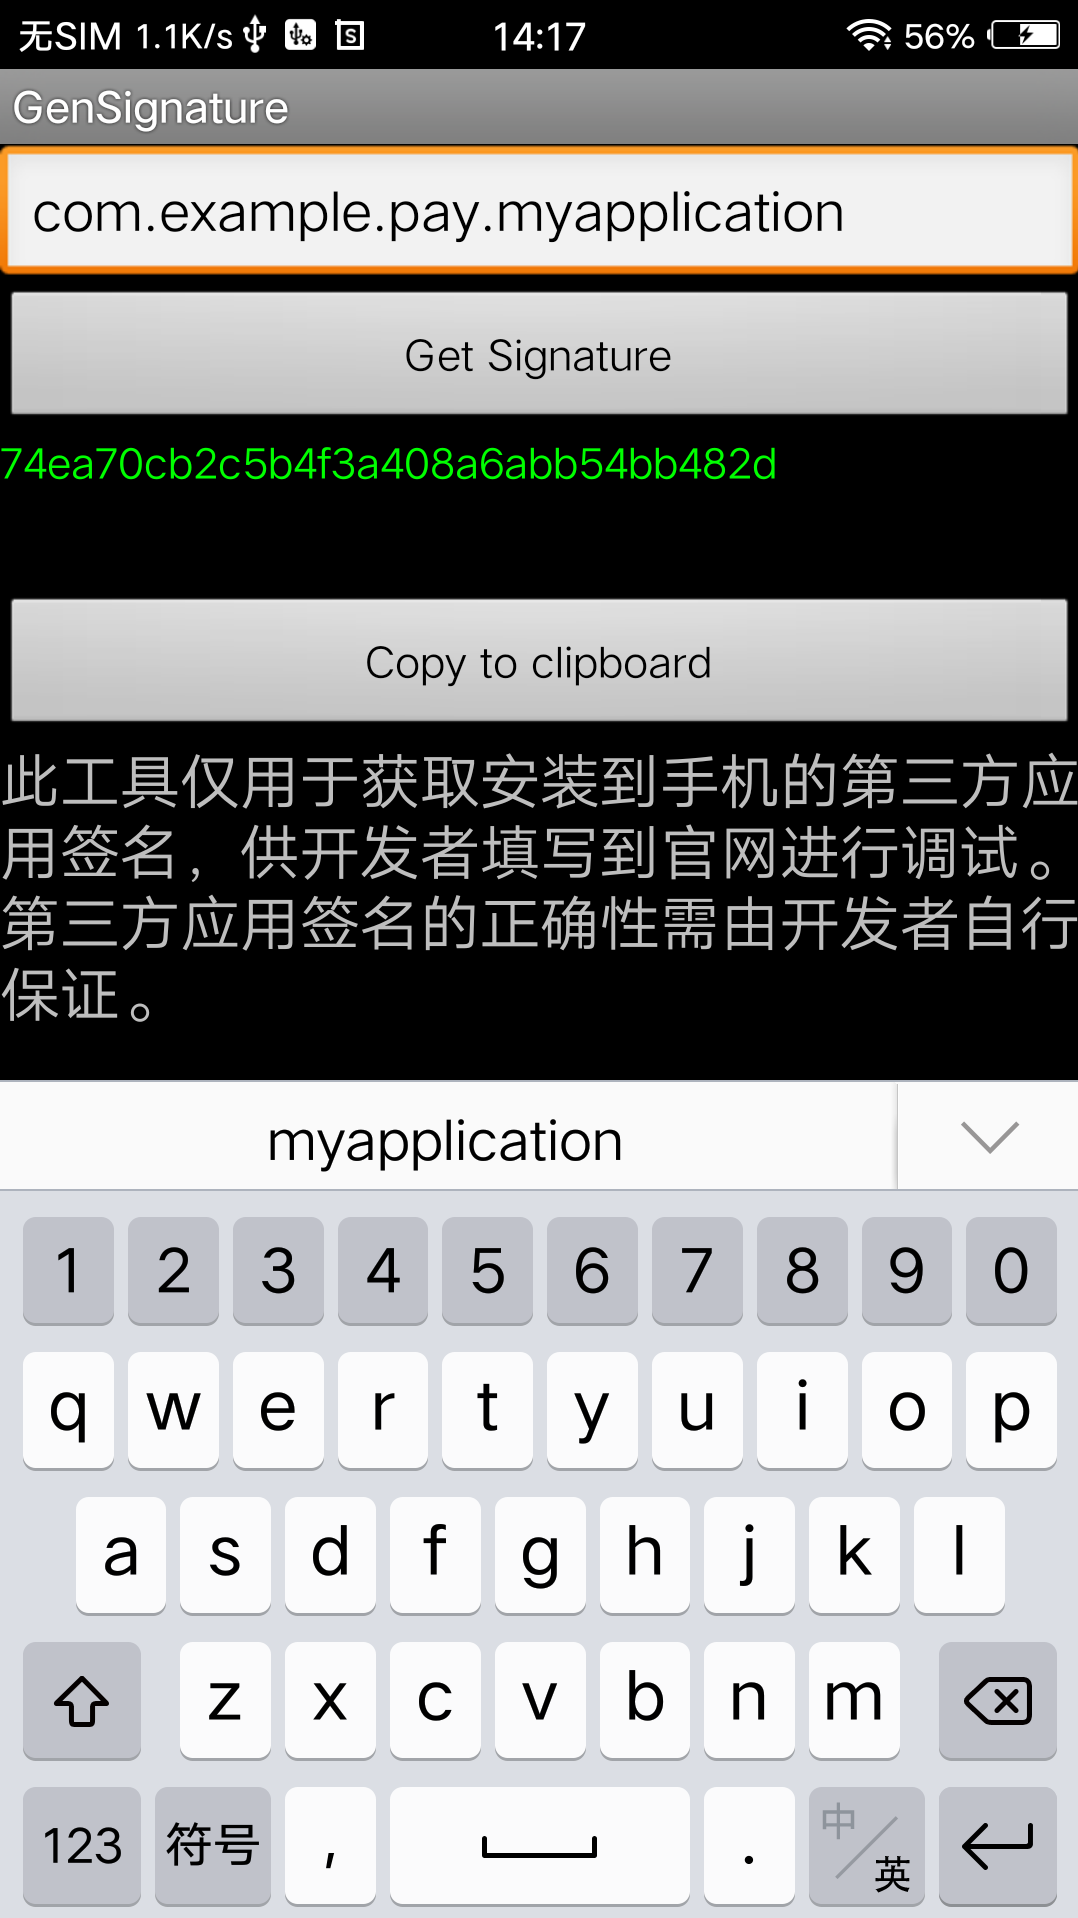 无SIM 1.1K/s 14:17 56%
GenSignature
com.example.pay.myapplication
Get Signature
74ea70cb2c5b4f3a408a6abb54bb482d
Copy to clipboard
此工具仅用于获取安装到手机的第三方应
用签名，供开发者填写到官网进行调试。
第三方应用签名的正确性需由开发者自行
保证。
myapplication
1 2 3 4 5 6 7 8 9 0
q w e r t y u i o p
a s d f g h j k l
z x c v b n m
123 符号 , . 中/英